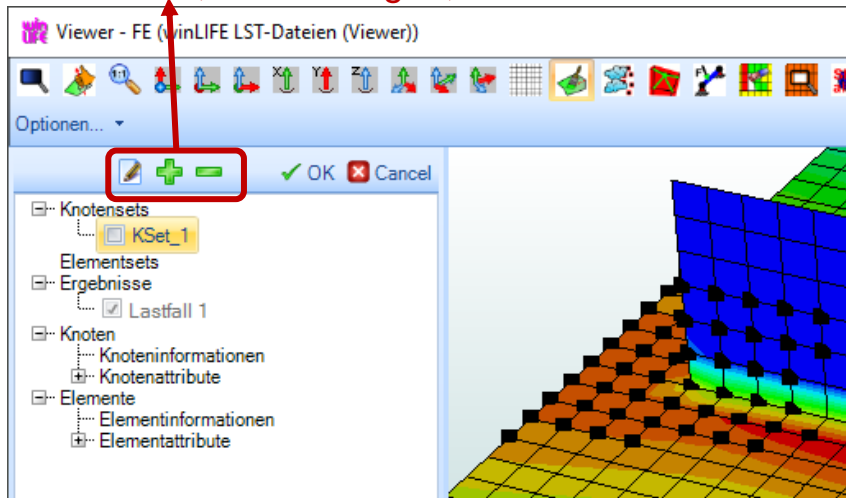 Viewer - FE (winLIFE LST-Dateien (Viewer))
Optionen...
OK Cancel
Knotensets
KSet_1
Elementsets
Ergebnisse
Lastfall 1
Knoten
Knoteninformationen
Knotenattribute
Elemente
Elementinformationen
Elementattribute